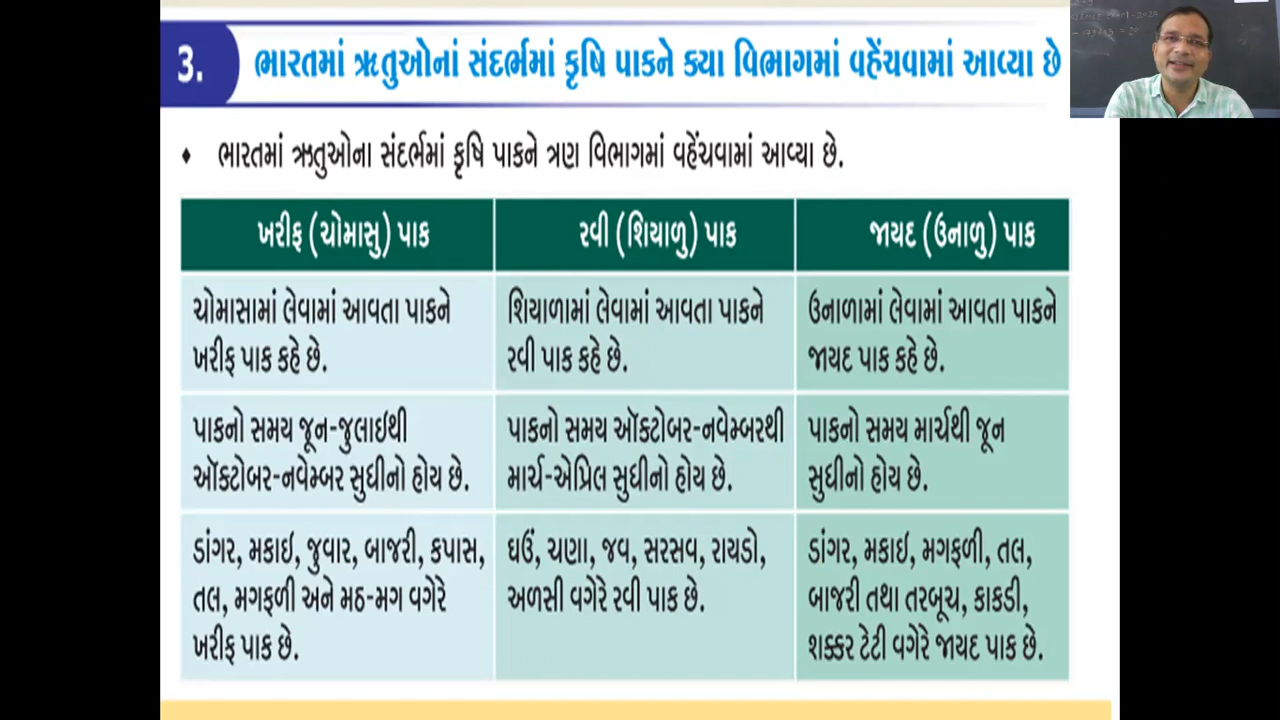 3. ભારતમાં ઋતુઓનાં સંદર્ભમાં કૃષિ પાકને ક્યા વિભાગમાં વહેંચવામાં આવ્યા છે
♦ ભારતમાં ઋતુઓના સંદર્ભમાં કૃષિ પાકને ત્રણ વિભાગમાં વહેંચવામાં આવ્યા છે.
ખરીફ (ચોમાસુ) પાક
રવી (શિયાળુ) પાક
જાયદ (ઉનાળુ) પાક
ચોમાસામાં લેવામાં આવતા પાકને
ખરીફ પાક કહે છે.
શિયાળામાં લેવામાં આવતા પાકને
રવી પાક કહે છે.
ઉનાળામાં લેવામાં આવતા પાકને
જાયદ પાક કહે છે.
પાકનો સમય જૂન-જુલાઇથી
ઑક્ટોબર-નવેમ્બર સુધીનો હોય છે.
પાકનો સમય ઑક્ટોબર-નવેમ્બરથી
માર્ચ-એપ્રિલ સુધીનો હોય છે.
પાકનો સમય માર્ચથી જૂન
સુધીનો હોય છે.
ડાંગર, મકાઇ, જુવાર, બાજરી, કપાસ,
તલ, મગફળી અને મઠ-મગ વગેરે
ખરીફ પાક છે.
ઘઉં, ચણા, જવ, સરસવ, રાયડો,
અળસી વગેરે રવી પાક છે.
ડાંગર, મકાઇ, મગફળી, તલ,
બાજરી તથા તરબૂચ, કાકડી,
શક્કર ટેટી વગેરે જાયદ પાક છે.